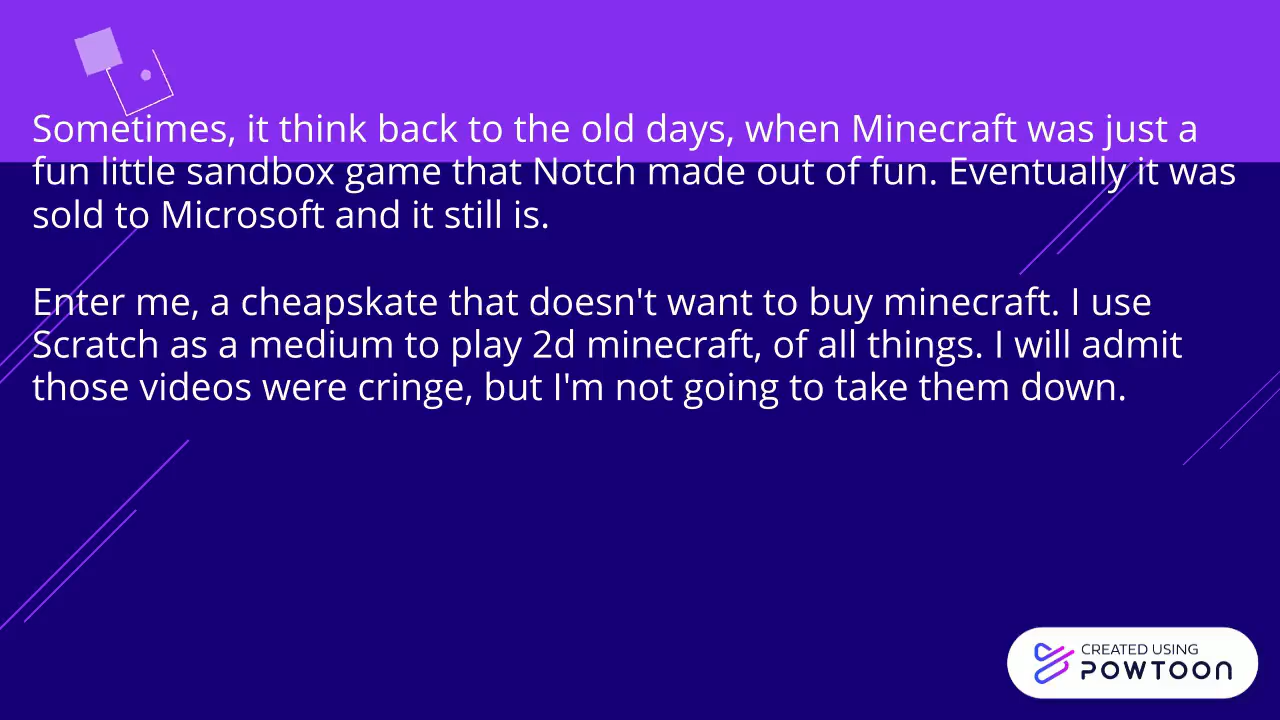 Sometimes, it think back to the old days, when Minecraft was just a
fun little sandbox game that Notch made out of fun. Eventually it was
sold to Microsoft and it still is.
Enter me, a cheapskate that doesn't want to buy minecraft. I use
Scratch as a medium to play 2d minecraft, of all things. I will admit
those videos were cringe, but I'm not going to take them down.
CREATED USING
POWTOON